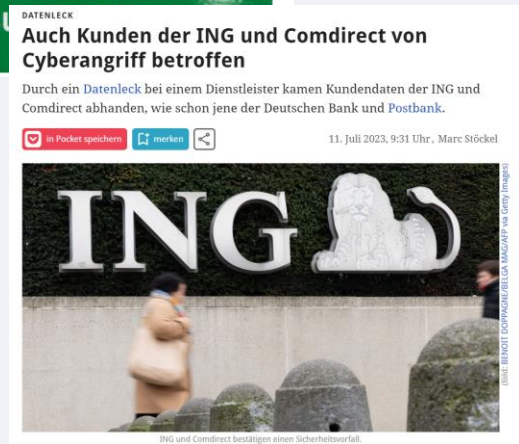 DATENLECK
Auch Kunden der ING und Comdirect von
Cyberangriff betroffen
Durch ein Datenleck bei einem Dienstleister kamen Kundendaten der ING und
Comdirect abhanden, wie schon jene der Deutschen Bank und Postbank.
in Pocket speichern
merken
11. Juli 2023, 9:31 Uhr, Marc Stöckel
ING
(Bild: BENOIT DOPPAGNE/BELGA MAG/AFP via Getty Images)
ING und Comdirect bestätigen einen Sicherheitsvorfall.